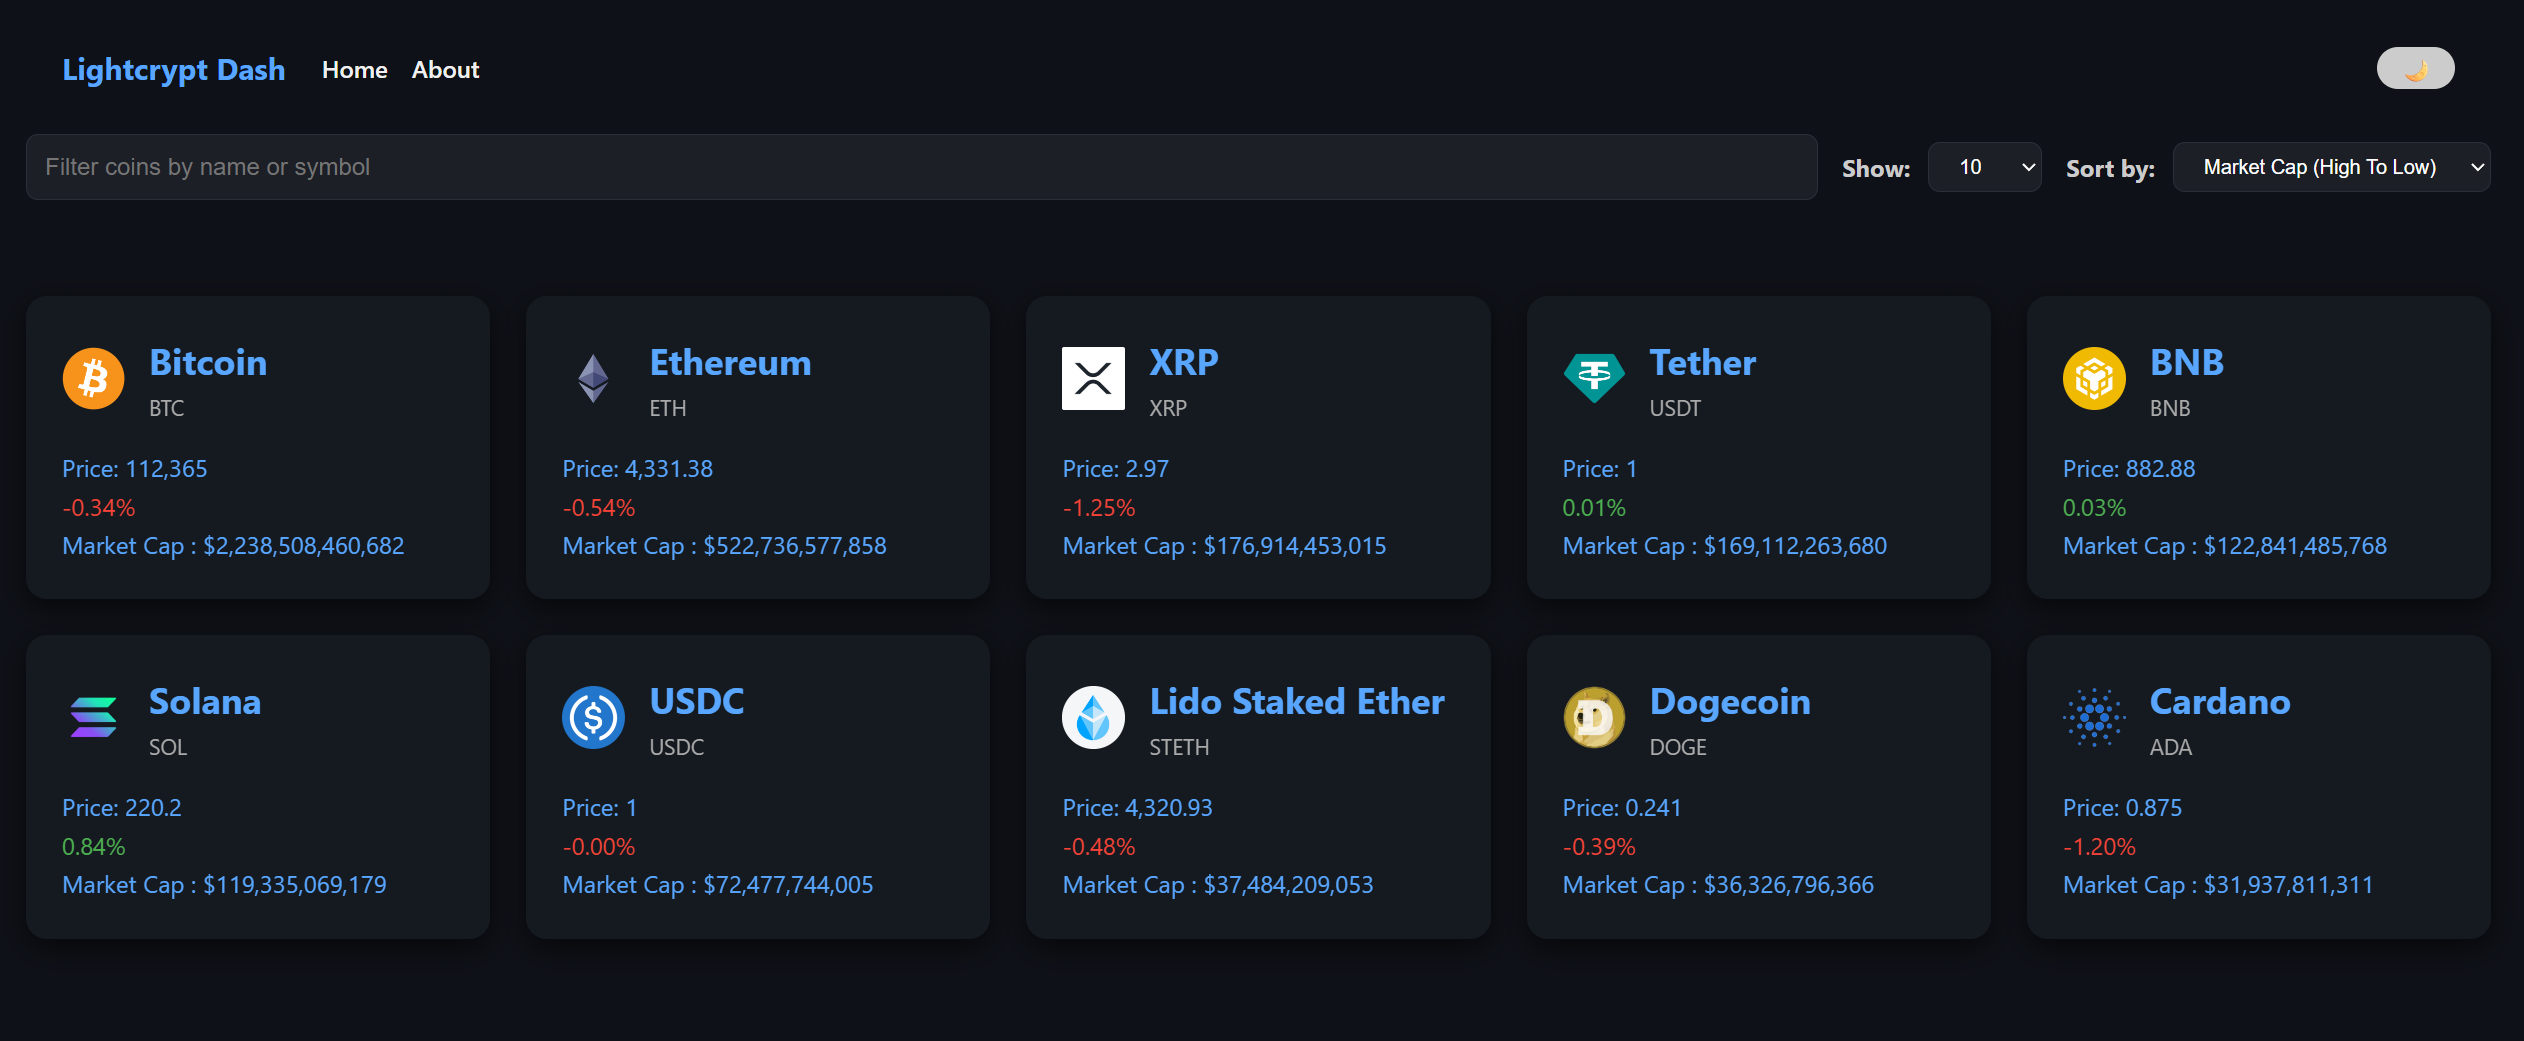 Lightcrypt Dash Home About
Filter coins by name or symbol Show: 10 Sort by: Market Cap (High To Low)
Bitcoin
BTC
Price: 112,365
-0.34%
Market Cap : $2,238,508,460,682
Ethereum
ETH
Price: 4,331.38
-0.54%
Market Cap : $522,736,577,858
XRP
XRP
Price: 2.97
-1.25%
Market Cap : $176,914,453,015
Tether
USDT
Price: 1
0.01%
Market Cap : $169,112,263,680
BNB
BNB
Price: 882.88
0.03%
Market Cap : $122,841,485,768
Solana
SOL
Price: 220.2
0.84%
Market Cap : $119,335,069,179
USDC
USDC
Price: 1
-0.00%
Market Cap : $72,477,744,005
Lido Staked Ether
STETH
Price: 4,320.93
-0.48%
Market Cap : $37,484,209,053
Dogecoin
DOGE
Price: 0.241
-0.39%
Market Cap : $36,326,796,366
Cardano
ADA
Price: 0.875
-1.20%
Market Cap : $31,937,811,311